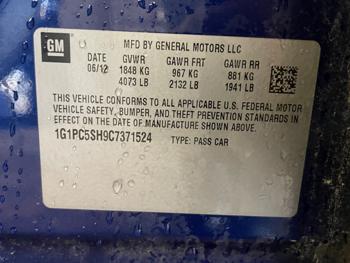 GM MFD BY GENERAL MOTORS LLC
DATE GVWR GAWR FRT GAWR RR
06/12 1848 KG 967 KG 881 KG
4073 LB 2132 LB 1941 LB
THIS VEHICLE CONFORMS TO ALL APPLICABLE U.S. FEDERAL MOTOR
VEHICLE SAFETY, BUMPER, AND THEFT PREVENTION STANDARDS
IN EFFECT ON THE DATE OF MANUFACTURE SHOWN ABOVE.
1G1PC5SH9C7371524 TYPE: PASS CAR